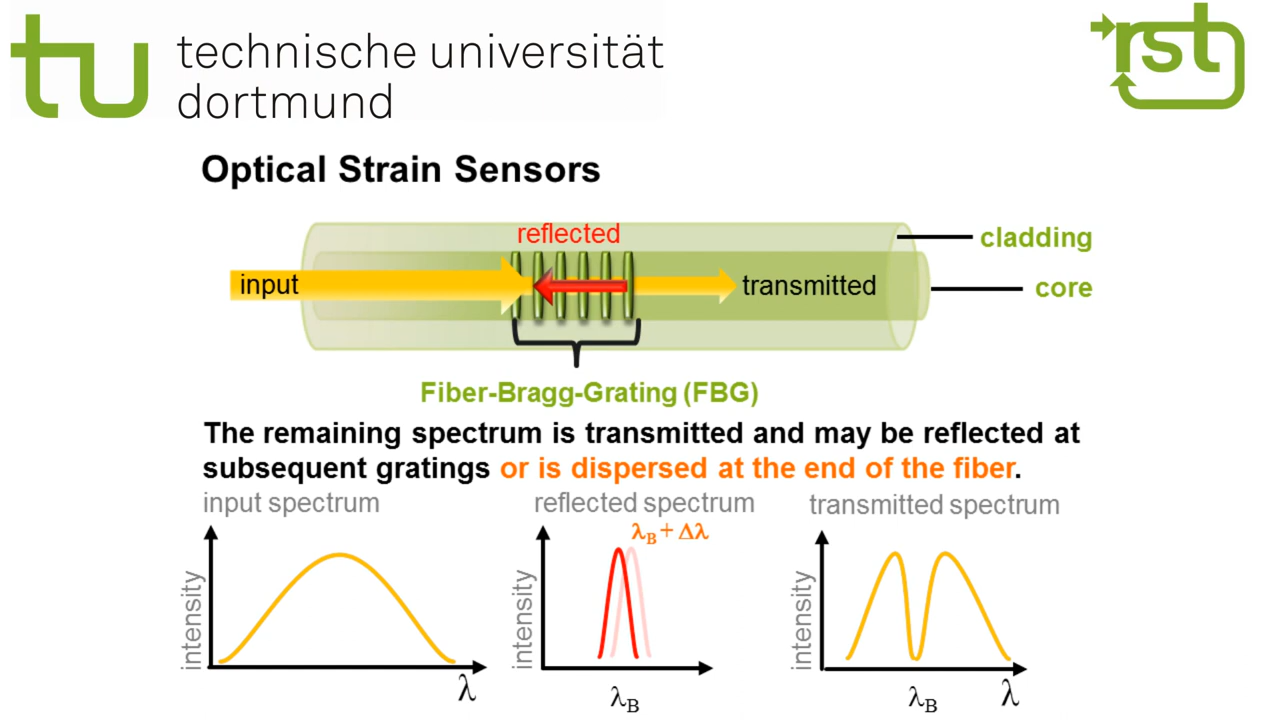 tu technische universität
dortmund
rst
Optical Strain Sensors
reflected
cladding
input
transmitted
core
Fiber-Bragg-Grating (FBG)
The remaining spectrum is transmitted and may be reflected at
subsequent gratings or is dispersed at the end of the fiber.
input spectrum
reflected spectrum
transmitted spectrum
λB + Δλ
intensity
intensity
intensity
λ
λB
λB
λ